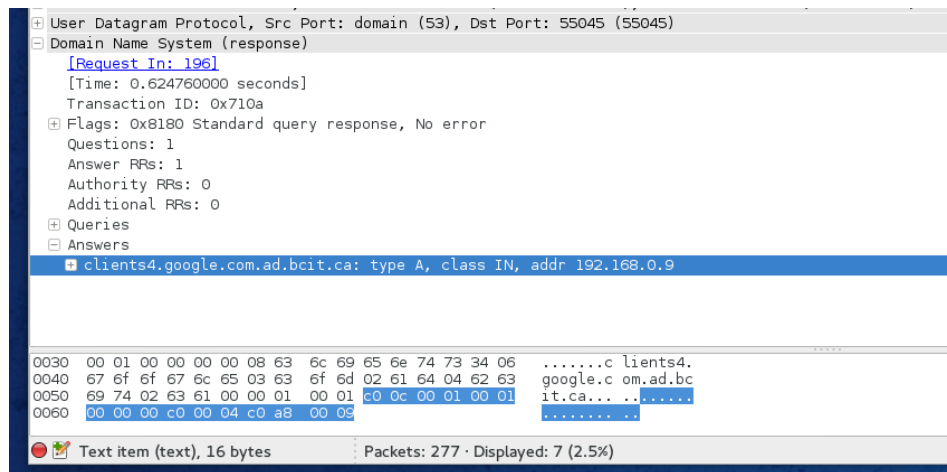 User Datagram Protocol, Src Port: domain (53), Dst Port: 55045 (55045)
Domain Name System (response)
[Request In: 196]
[Time: 0.624760000 seconds]
Transaction ID: 0x710a
Flags: 0x8180 Standard query response, No error
Questions: 1
Answer RRs: 1
Authority RRs: 0
Additional RRs: 0
Queries
Answers
clients4.google.com.ad.bcit.ca: type A, class IN, addr 192.168.0.9
0030 00 01 00 00 00 00 08 63 6c 69 65 6e 74 73 34 06 .......c lients4.
0040 67 6f 6f 67 6c 65 03 63 6f 6d 02 61 64 04 62 63 google.c om.ad.bc
0050 69 74 02 63 61 00 00 01 00 01 c0 0c 00 01 00 01 it.ca... ........
0060 00 00 00 c0 00 04 c0 a8 00 09 ........ ..
Text item (text), 16 bytes Packets: 277 · Displayed: 7 (2.5%)